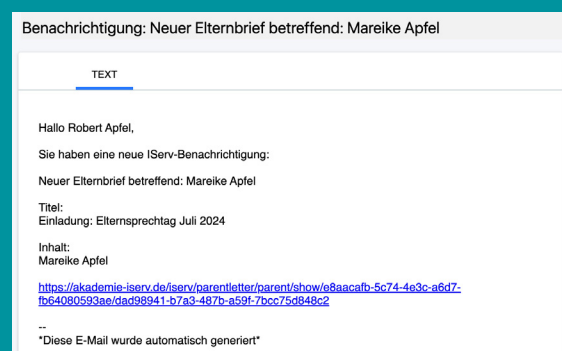 Benachrichtigung: Neuer Elternbrief betreffend: Mareike Apfel
TEXT
Hallo Robert Apfel,
Sie haben eine neue IServ-Benachrichtigung:
Neuer Elternbrief betreffend: Mareike Apfel
Titel:
Einladung: Elternsprechtag Juli 2024
Inhalt:
Mareike Apfel
https://akademie-iserv.de/iserv/parentletter/parent/show/e8aacafb-5c74-4e3c-a6d7-
fb64080593ae/dad98941-b7a3-487b-a59f-7bcc75d848c2
--
*Diese E-Mail wurde automatisch generiert*